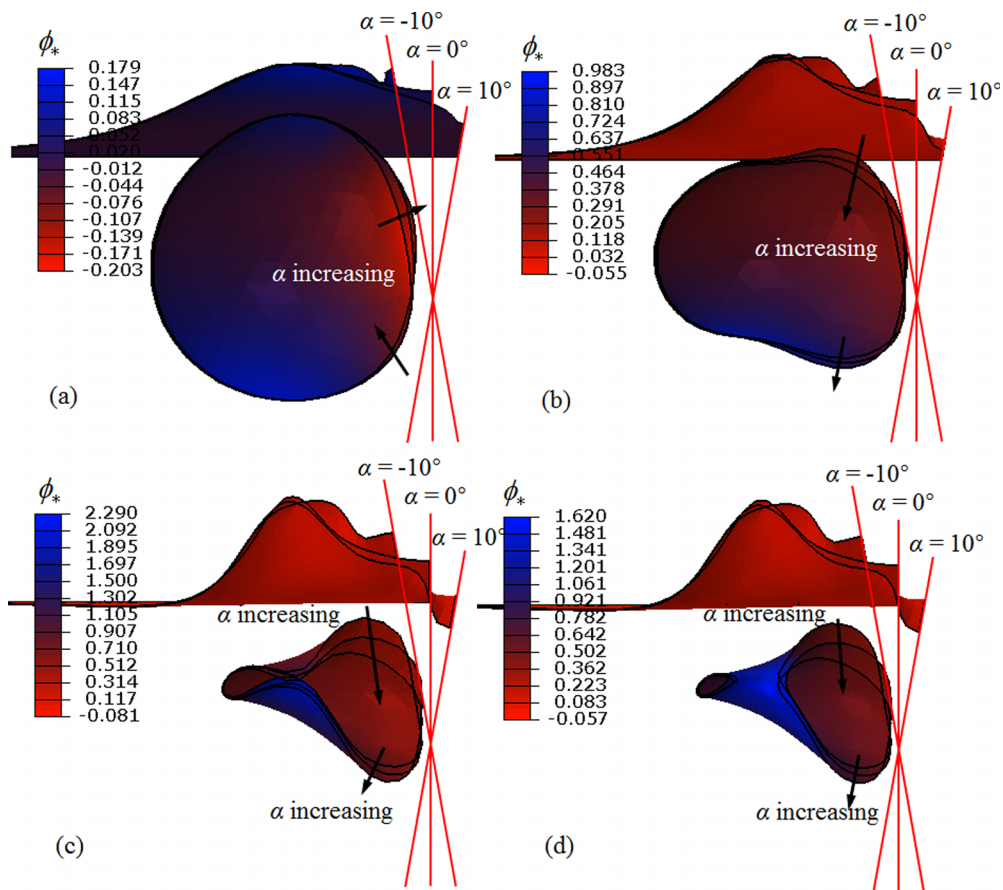 α = -10°
α = 0°
α = 10°
ϕ*
0.179
0.147
0.115
0.083
0.052
0.020
-0.012
-0.044
-0.076
-0.107
-0.139
-0.171
-0.203
α increasing
(a)
α = -10°
α = 0°
α = 10°
ϕ*
0.983
0.897
0.810
0.724
0.637
0.551
0.464
0.378
0.291
0.205
0.118
0.032
-0.055
α increasing
(b)
α = -10°
α = 0°
α = 10°
ϕ*
2.290
2.092
1.895
1.697
1.500
1.302
1.105
0.907
0.710
0.512
0.314
0.117
-0.081
α increasing
α increasing
(c)
α = -10°
α = 0°
α = 10°
ϕ*
1.620
1.481
1.341
1.201
1.061
0.921
0.782
0.642
0.502
0.362
0.223
0.083
-0.057
α increasing
α increasing
(d)